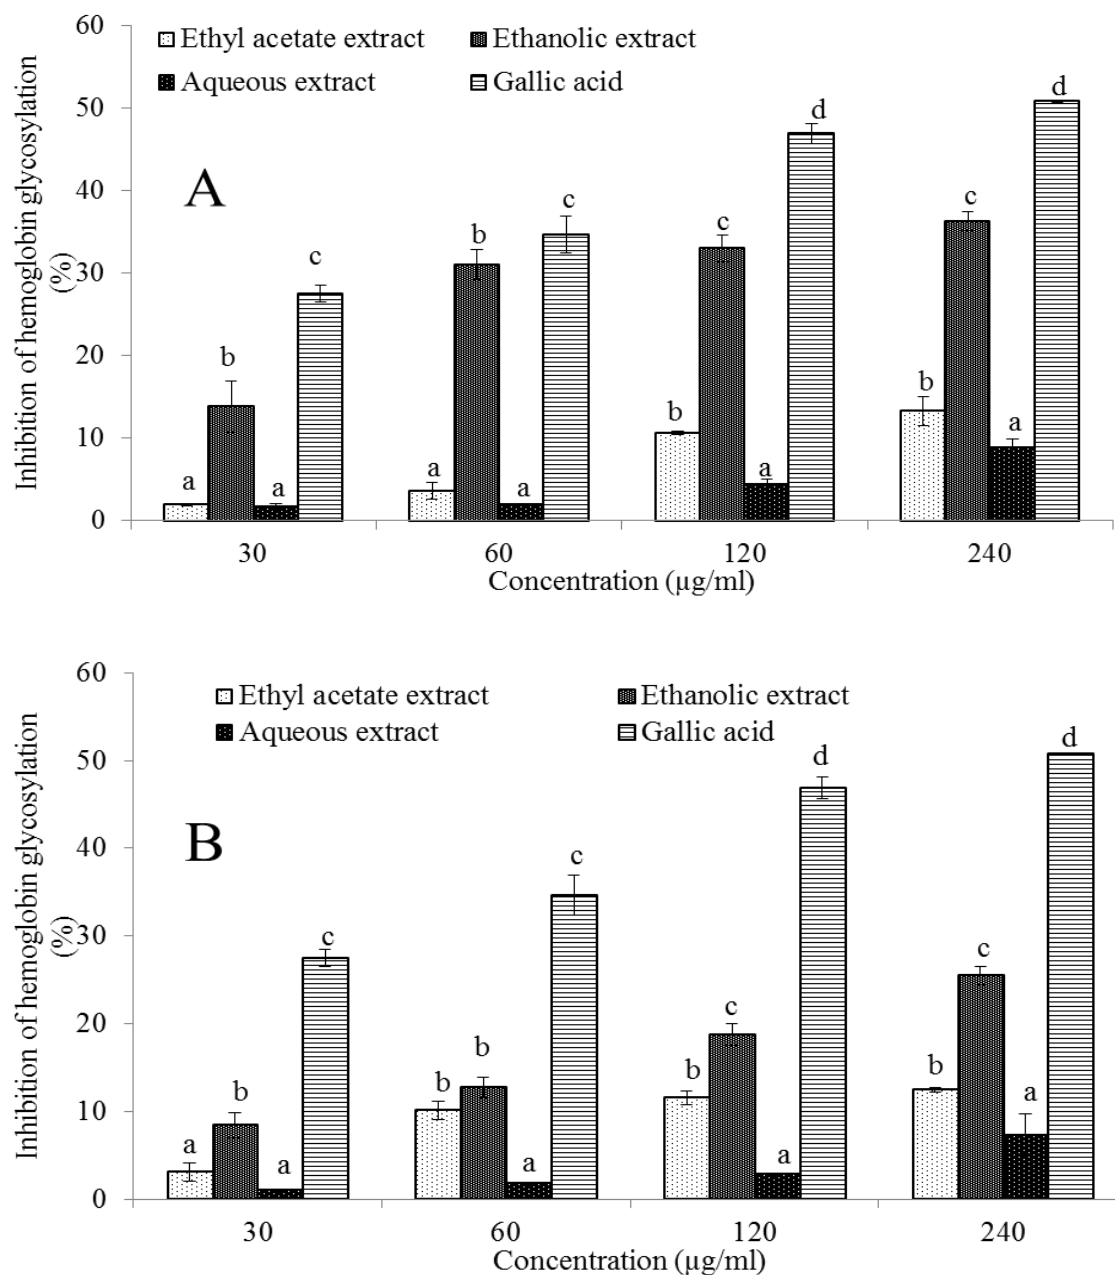 Inhibition of hemoglobin glycosylation
(%)
60
50
40
30
20
10
0
Ethyl acetate extract Ethanolic extract
Aqueous extract Gallic acid
A
a b a c
a b a c
b c a d
b c a d
30 60 120 240
Concentration (µg/ml)
Inhibition of hemoglobin glycosylation
(%)
60
50
40
30
20
10
0
Ethyl acetate extract Ethanolic extract
Aqueous extract Gallic acid
B
a b a c
b b a c
b c a d
b c a d
30 60 120 240
Concentration (µg/ml)